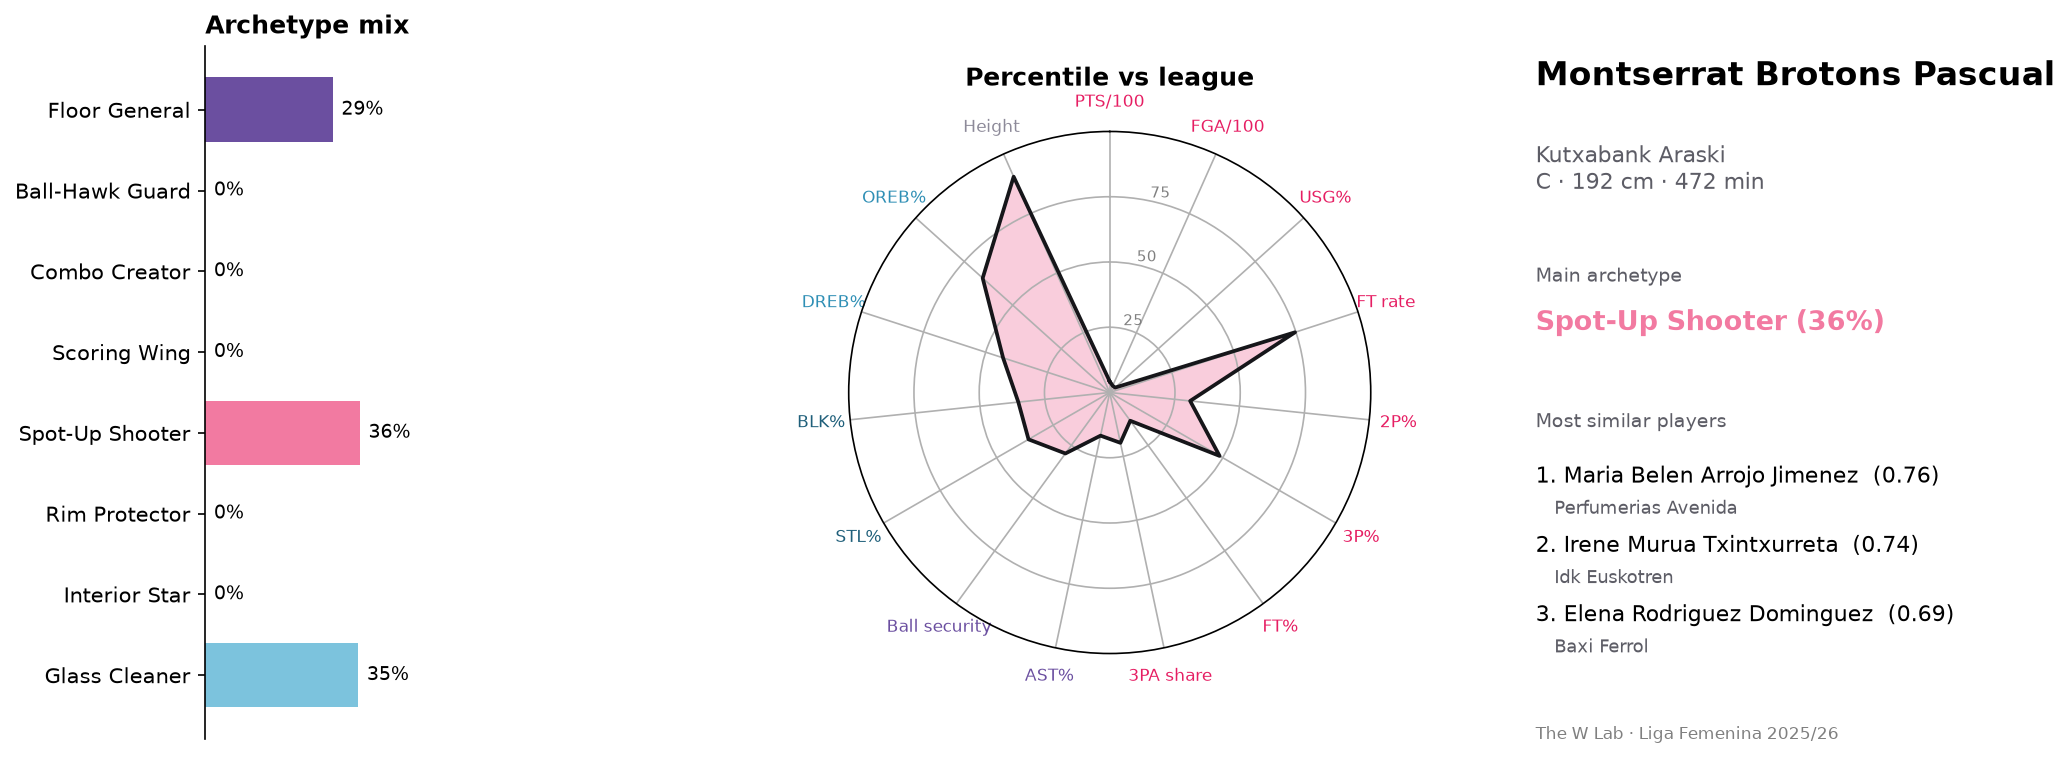 Archetype mix
Floor General
29%
Ball-Hawk Guard
0%
Combo Creator
0%
Scoring Wing
0%
Spot-Up Shooter
36%
Rim Protector
0%
Interior Star
0%
Glass Cleaner
35%
Percentile vs league
PTS/100
FGA/100
USG%
FT rate
2P%
3P%
FT%
3PA share
AST%
Ball security
STL%
BLK%
DREB%
OREB%
Height
75
50
25
Montserrat Brotons Pascual
Kutxabank Araski
C · 192 cm · 472 min
Main archetype
Spot-Up Shooter (36%)
Most similar players
1. Maria Belen Arrojo Jimenez (0.76)
Perfumerias Avenida
2. Irene Murua Txintxurreta (0.74)
Idk Euskotren
3. Elena Rodriguez Dominguez (0.69)
Baxi Ferrol
The W Lab · Liga Femenina 2025/26